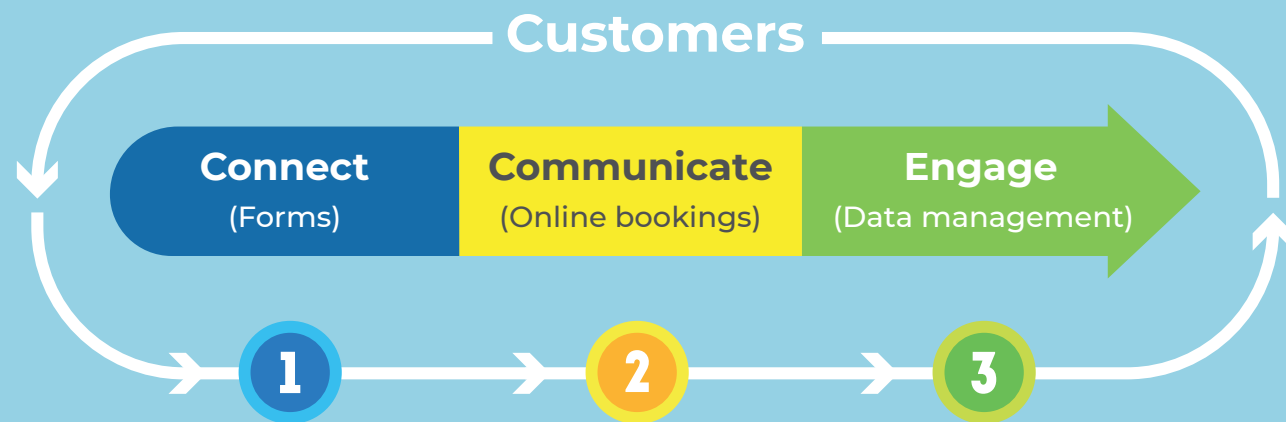 Customers
Connect
(Forms)
Communicate
(Online bookings)
Engage
(Data management)
1
2
3